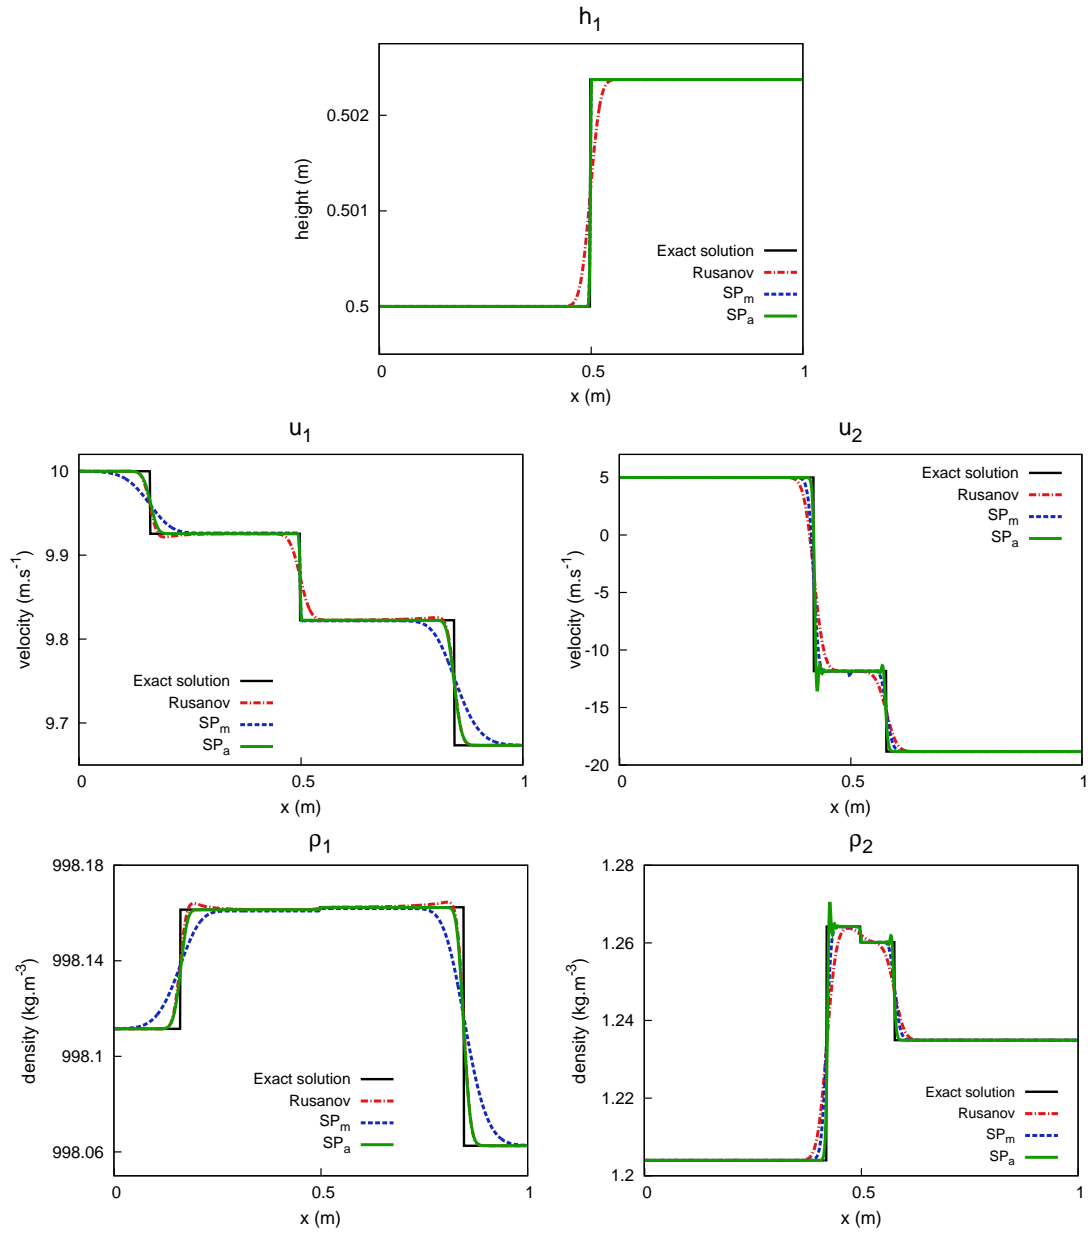 h1
height (m)
0.502
0.501
0.5
Exact solution
Rusanov
SPm
SPa
0 0.5 1
x (m)
u1
velocity (m.s-1)
10
9.9
9.8
9.7
Exact solution
Rusanov
SPm
SPa
0 0.5 1
x (m)
u2
velocity (m.s-1)
5
0
-5
-10
-15
-20
Exact solution
Rusanov
SPm
SPa
0 0.5 1
x (m)
ρ1
density (kg.m-3)
998.18
998.14
998.1
998.06
Exact solution
Rusanov
SPm
SPa
0 0.5 1
x (m)
ρ2
density (kg.m-3)
1.28
1.26
1.24
1.22
1.2
Exact solution
Rusanov
SPm
SPa
0 0.5 1
x (m)